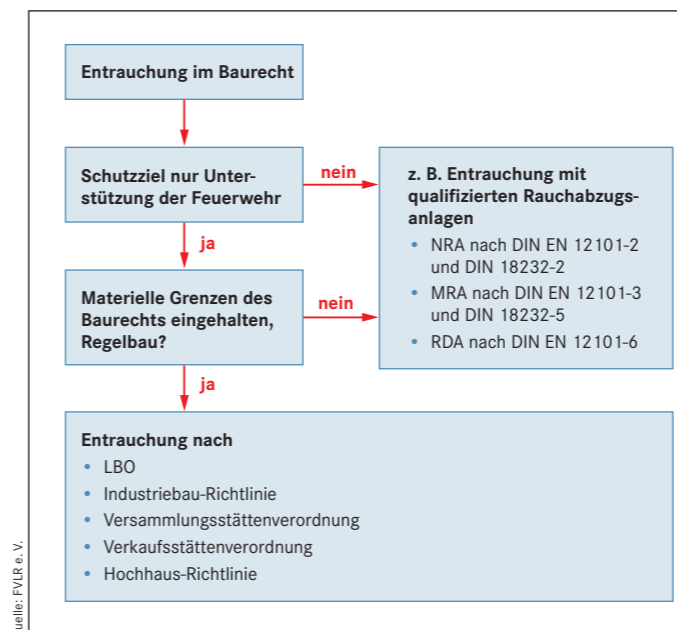 Entrauchung im Baurecht
Schutzziel nur Unter-
stützung der Feuerwehr
nein
z. B. Entrauchung mit
qualifizierten Rauchabzugs-
anlagen
• NRA nach DIN EN 12101-2
und DIN 18232-2
• MRA nach DIN EN 12101-3
und DIN 18232-5
• RDA nach DIN EN 12101-6
ja
Materielle Grenzen des
Baurechts eingehalten,
Regelbau?
nein
ja
Entrauchung nach
• LBO
• Industriebau-Richtlinie
• Versammlungsstättenverordnung
• Verkaufsstättenverordnung
• Hochhaus-Richtlinie
uelle: FVLR e. V.